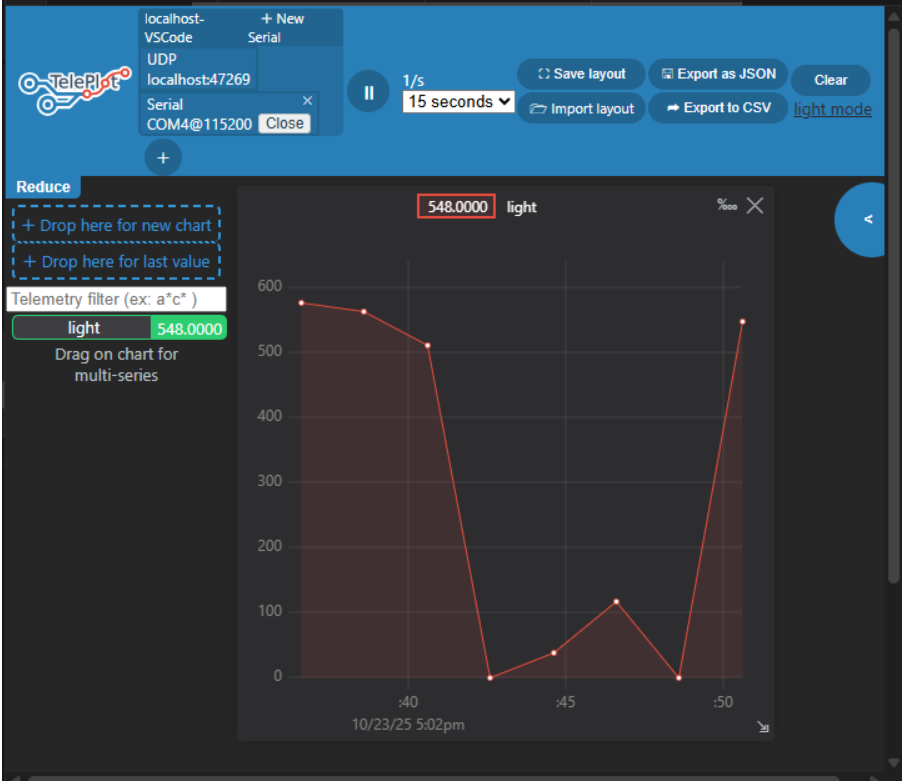 localhost-
VSCode
+ New
Serial
UDP
localhost:47269
Serial
COM4@115200 Close
TelePlot
+
1/s
15 seconds
Save layout
Import layout
Export as JSON
Export to CSV
Clear
light mode
Reduce
+ Drop here for new chart
+ Drop here for last value
Telemetry filter (ex: a*c* )
light 548.0000
Drag on chart for
multi-series
548.0000 light
‱
<
600
500
400
300
200
100
0
:40 :45 :50
10/23/25 5:02pm